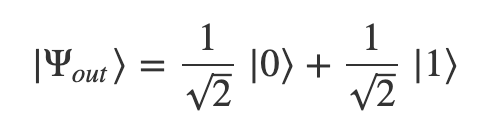 |Ψ_out⟩ = 1/√2 |0⟩ + 1/√2 |1⟩